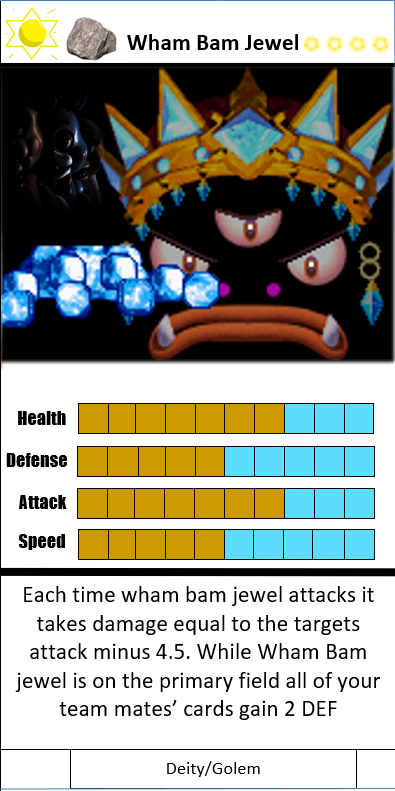 Wham Bam Jewel
Health
Defense
Attack
Speed
Each time wham bam jewel attacks it
takes damage equal to the targets
attack minus 4.5. While Wham Bam
jewel is on the primary field all of your
team mates’ cards gain 2 DEF
Deity/Golem